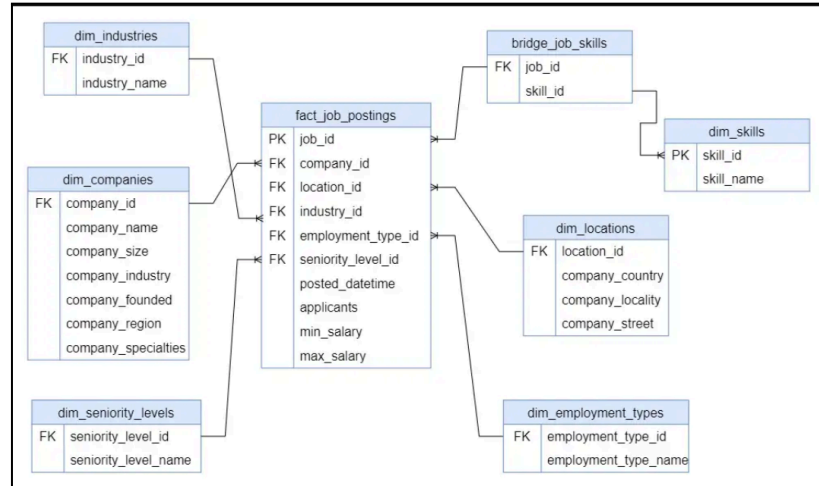 dim_industries
FK industry_id
industry_name
dim_companies
FK company_id
company_name
company_size
company_industry
company_founded
company_region
company_specialties
dim_seniority_levels
FK seniority_level_id
seniority_level_name
fact_job_postings
PK job_id
FK company_id
FK location_id
FK industry_id
FK employment_type_id
FK seniority_level_id
posted_datetime
applicants
min_salary
max_salary
bridge_job_skills
FK job_id
skill_id
dim_skills
PK skill_id
skill_name
dim_locations
FK location_id
company_country
company_locality
company_street
dim_employment_types
FK employment_type_id
employment_type_name